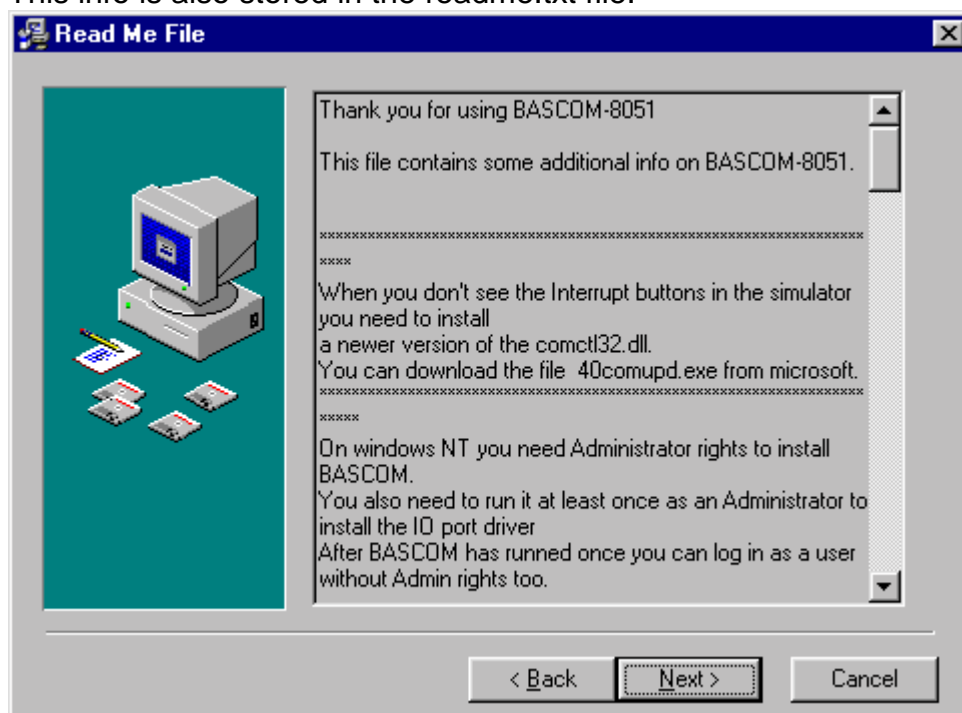 This info is also stored in the readme.txt file.
Read Me File
Thank you for using BASCOM-8051
This file contains some additional info on BASCOM-8051.
********************************************************************
****
When you don't see the Interrupt buttons in the simulator
you need to install
a newer version of the comctl32.dll.
You can download the file  40comupd.exe from microsoft.
********************************************************************
*****
On windows NT you need Administrator rights to install
BASCOM.
You also need to run it at least once as an Administrator to
install the IO port driver
After BASCOM has runned once you can log in as a user
without Admin rights too.
< Back
Next >
Cancel